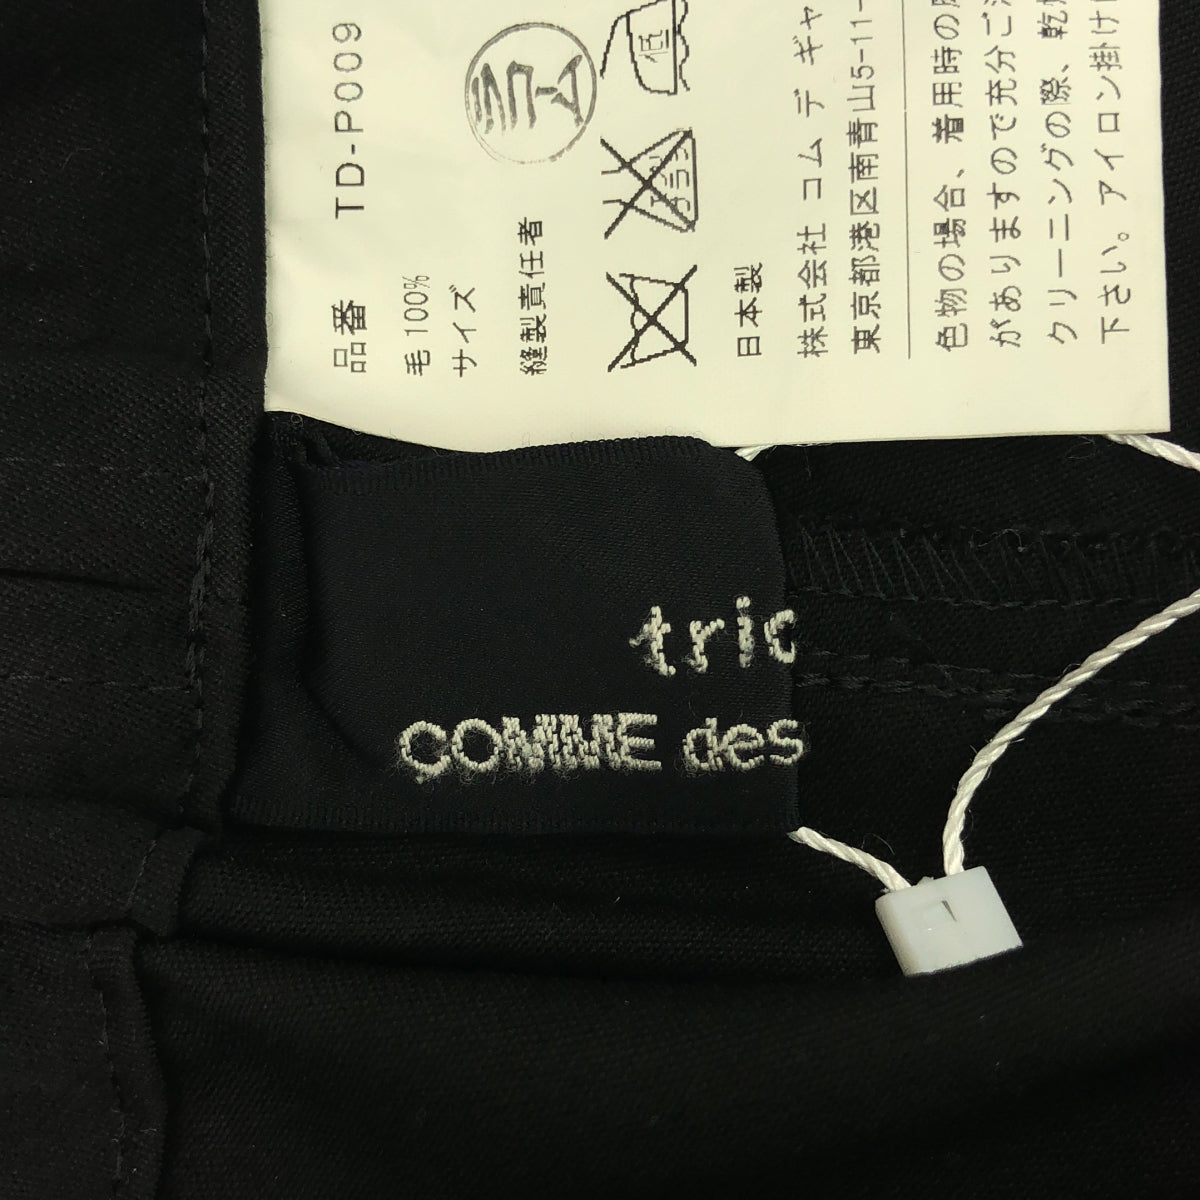 品番 TD-P009
毛 100%
サイズ
縫製責任者
コム
低
日本製
株式会社 コム デ ギャ
東京都港区南青山5-11-
色物の場合、着用時の
がありますので充分ご
クリーニングの際、乾
下さい。アイロン掛け
tric
COMME des